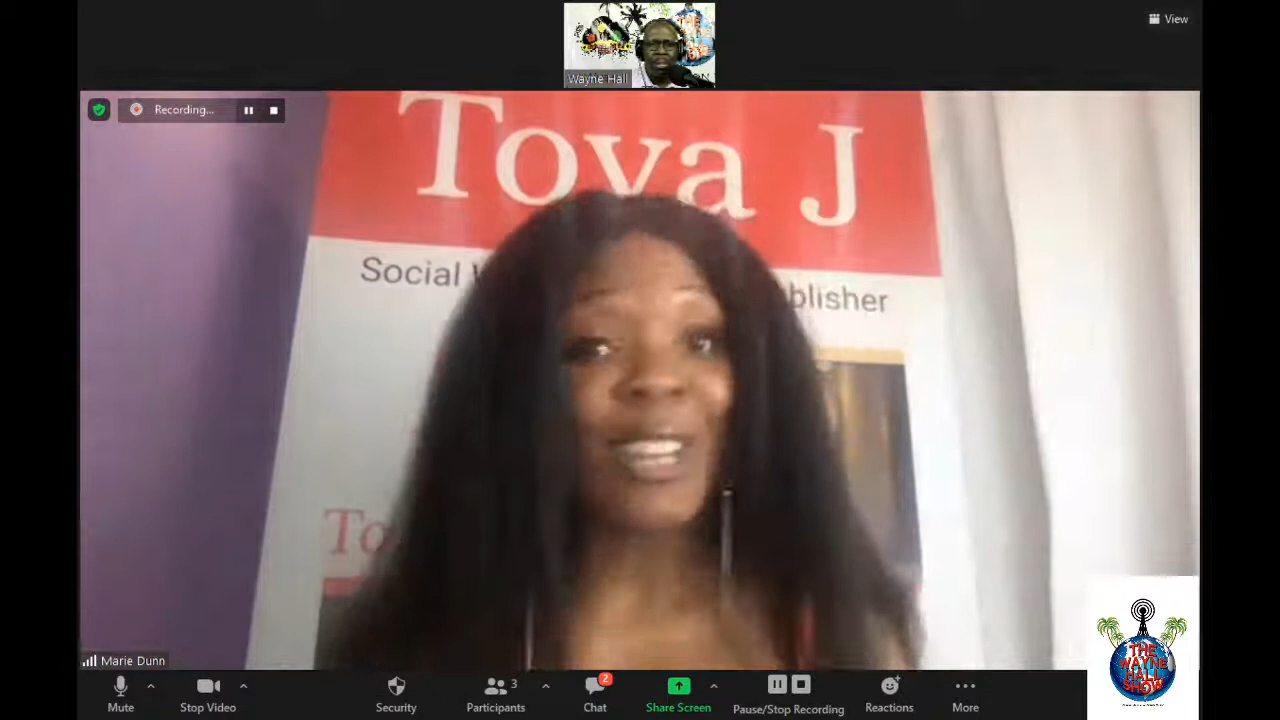 Wayne Hall
View
Recording...
Tova J
Social
blisher
To
Marie Dunn
Mute
Stop Video
Security
Participants
3
Chat
2
Share Screen
Pause/Stop Recording
Reactions
More
THE
WAYNE
HALL
SHOW